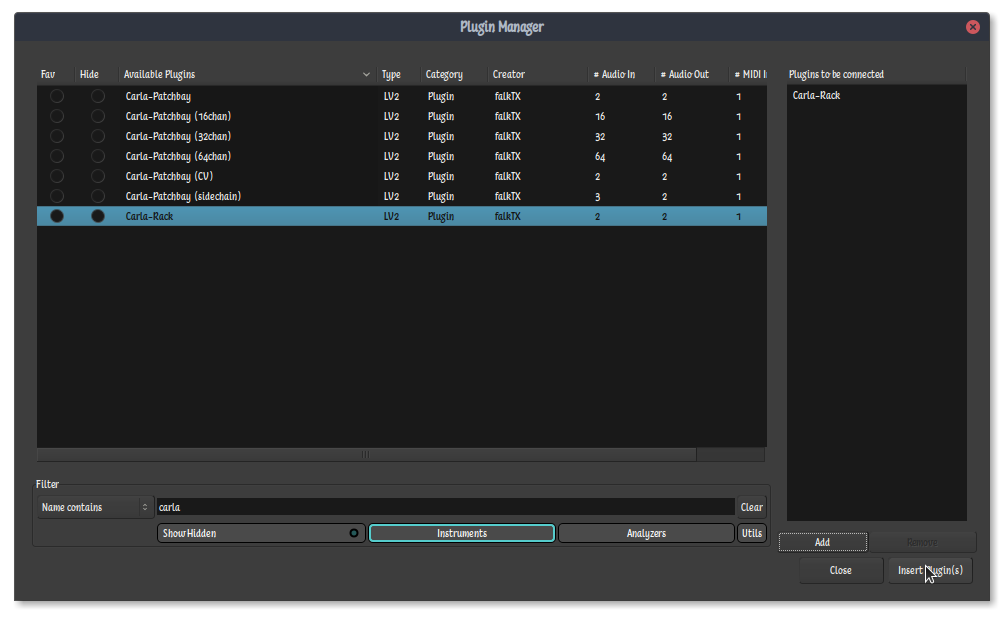 Plugin Manager
Fav Hide Available Plugins Type Category Creator # Audio In # Audio Out # MIDI I Plugins to be connected
Carla-Patchbay LV2 Plugin falkTX 2 2 1 Carla-Rack
Carla-Patchbay (16chan) LV2 Plugin falkTX 16 16 1
Carla-Patchbay (32chan) LV2 Plugin falkTX 32 32 1
Carla-Patchbay (64chan) LV2 Plugin falkTX 64 64 1
Carla-Patchbay (CV) LV2 Plugin falkTX 2 2 1
Carla-Patchbay (sidechain) LV2 Plugin falkTX 3 2 1
Carla-Rack LV2 Plugin falkTX 2 2 1
Filter
Name contains carla Clear
Show Hidden Instruments Analyzers Utils
Add Remove
Close Insert Plugin(s)